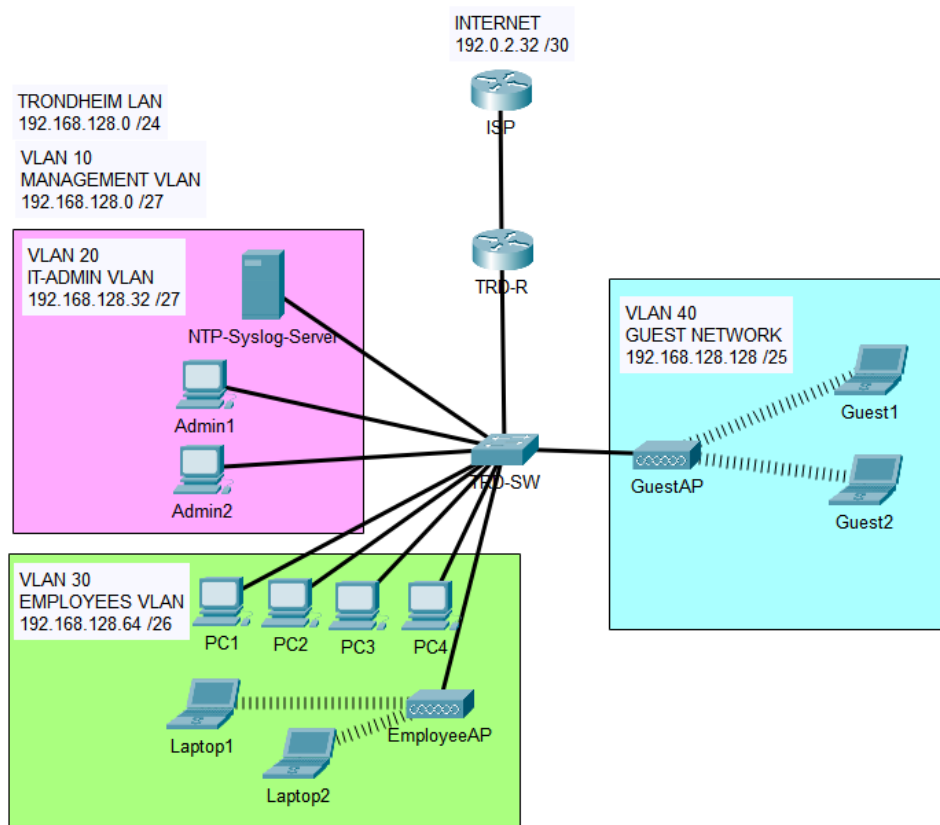 INTERNET
192.0.2.32 /30
ISP
TRONDHEIM LAN
192.168.128.0 /24
VLAN 10
MANAGEMENT VLAN
192.168.128.0 /27
TRD-R
VLAN 20
IT-ADMIN VLAN
192.168.128.32 /27
NTP-Syslog-Server
Admin1
Admin2
TRD-SW
VLAN 40
GUEST NETWORK
192.168.128.128 /25
Guest1
GuestAP
Guest2
VLAN 30
EMPLOYEES VLAN
192.168.128.64 /26
PC1
PC2
PC3
PC4
Laptop1
EmployeeAP
Laptop2